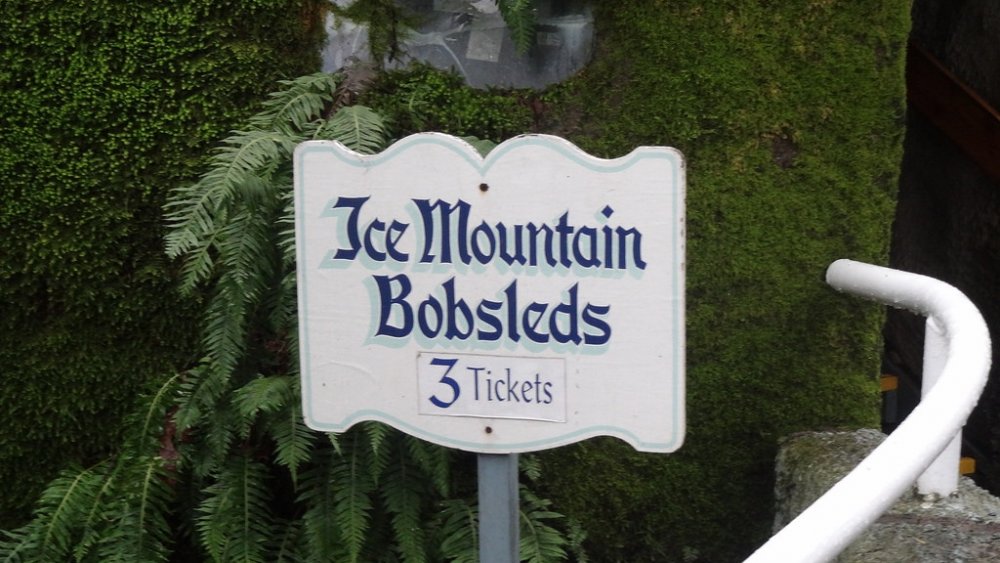 Ice Mountain
Bobsleds
3 Tickets